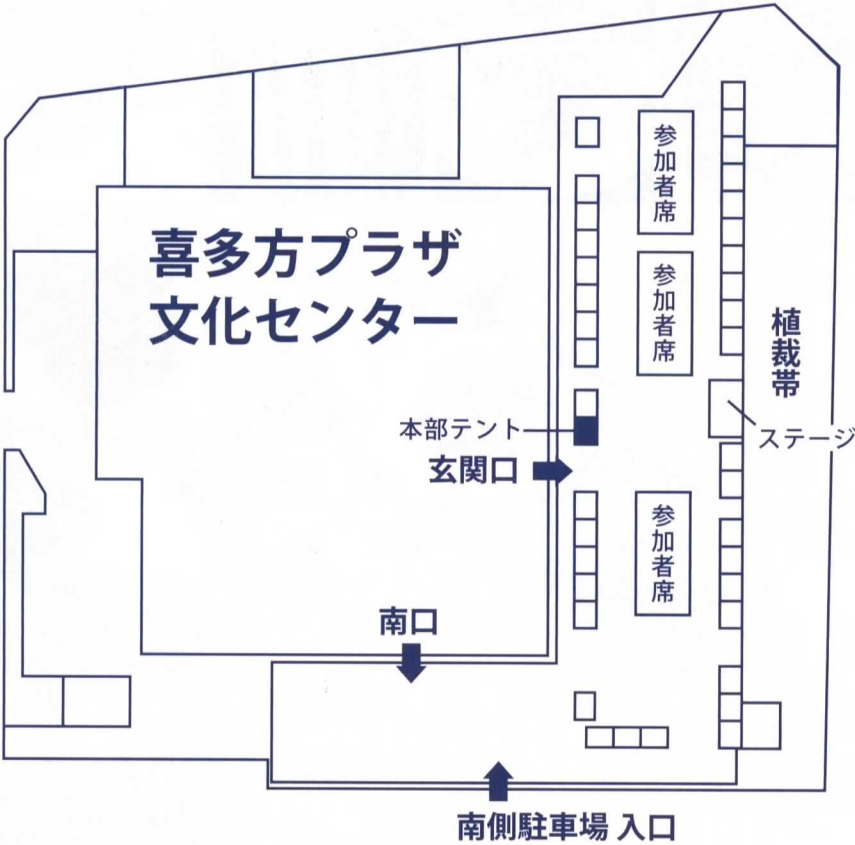 喜多方プラザ
文化センター
参加者席
参加者席
植裁帯
本部テント
ステージ
玄関口
参加者席
南口
南側駐車場 入口